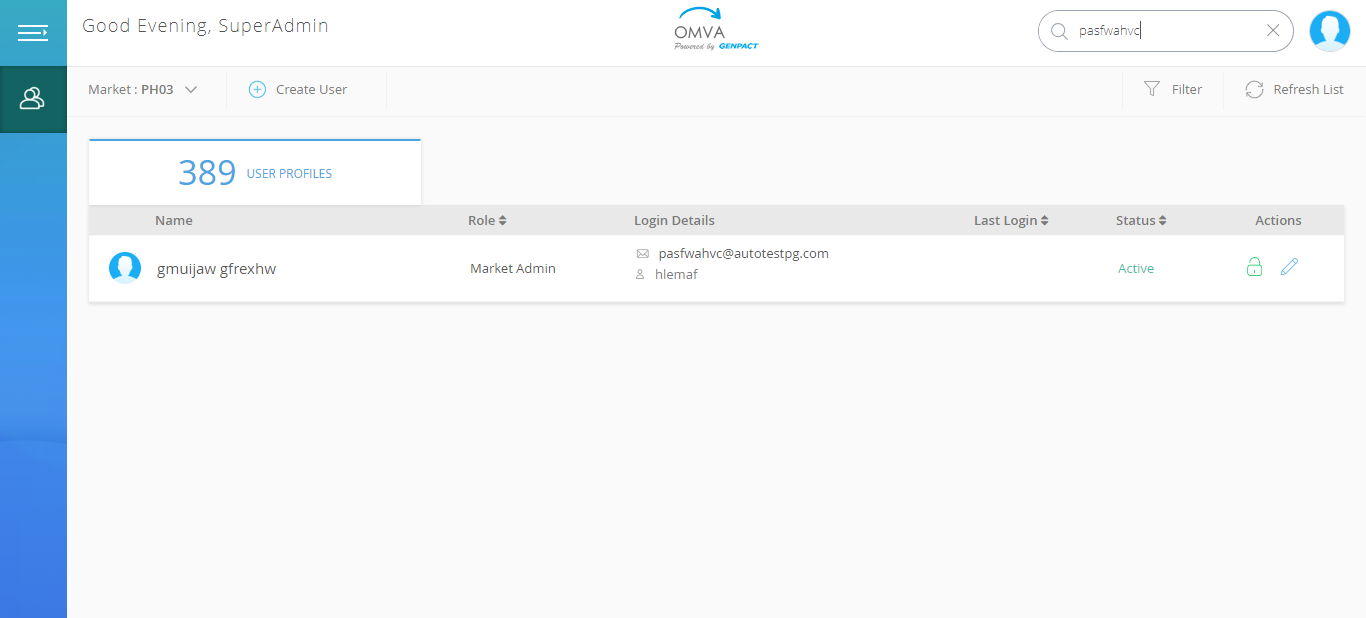 Good Evening, SuperAdmin
OMVA
Powered by GENPACT
pasfwahvc
Market : PH03
Create User
Filter
Refresh List
389 USER PROFILES
Name Role Login Details Last Login Status Actions
gmuijaw gfrexhw Market Admin pasfwahvc@autotestpg.com Active
hlemaf